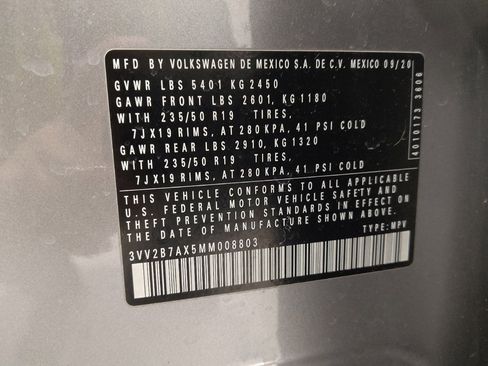 MFD BY VOLKSWAGEN DE MEXICO S.A. DE C.V. MEXICO 09/20
GVWR LBS 5401 KG 2450
GAWR FRONT LBS 2601, KG 1180
WITH 235/50 R19 TIRES,
7JX19 RIMS, AT 280 KPA, 41 PSI COLD
GAWR REAR LBS 2910, KG 1320
WITH 235/50 R19 TIRES,
7JX19 RIMS, AT 280 KPA, 41 PSI COLD
THIS VEHICLE CONFORMS TO ALL APPLICABLE
U.S. FEDERAL MOTOR VEHICLE SAFETY AND
THEFT PREVENTION STANDARDS IN EFFECT ON
THE DATE OF MANUFACTURE SHOWN ABOVE.
3VV2B7AX5MM008803
TYPE: MPV
4010173 3606